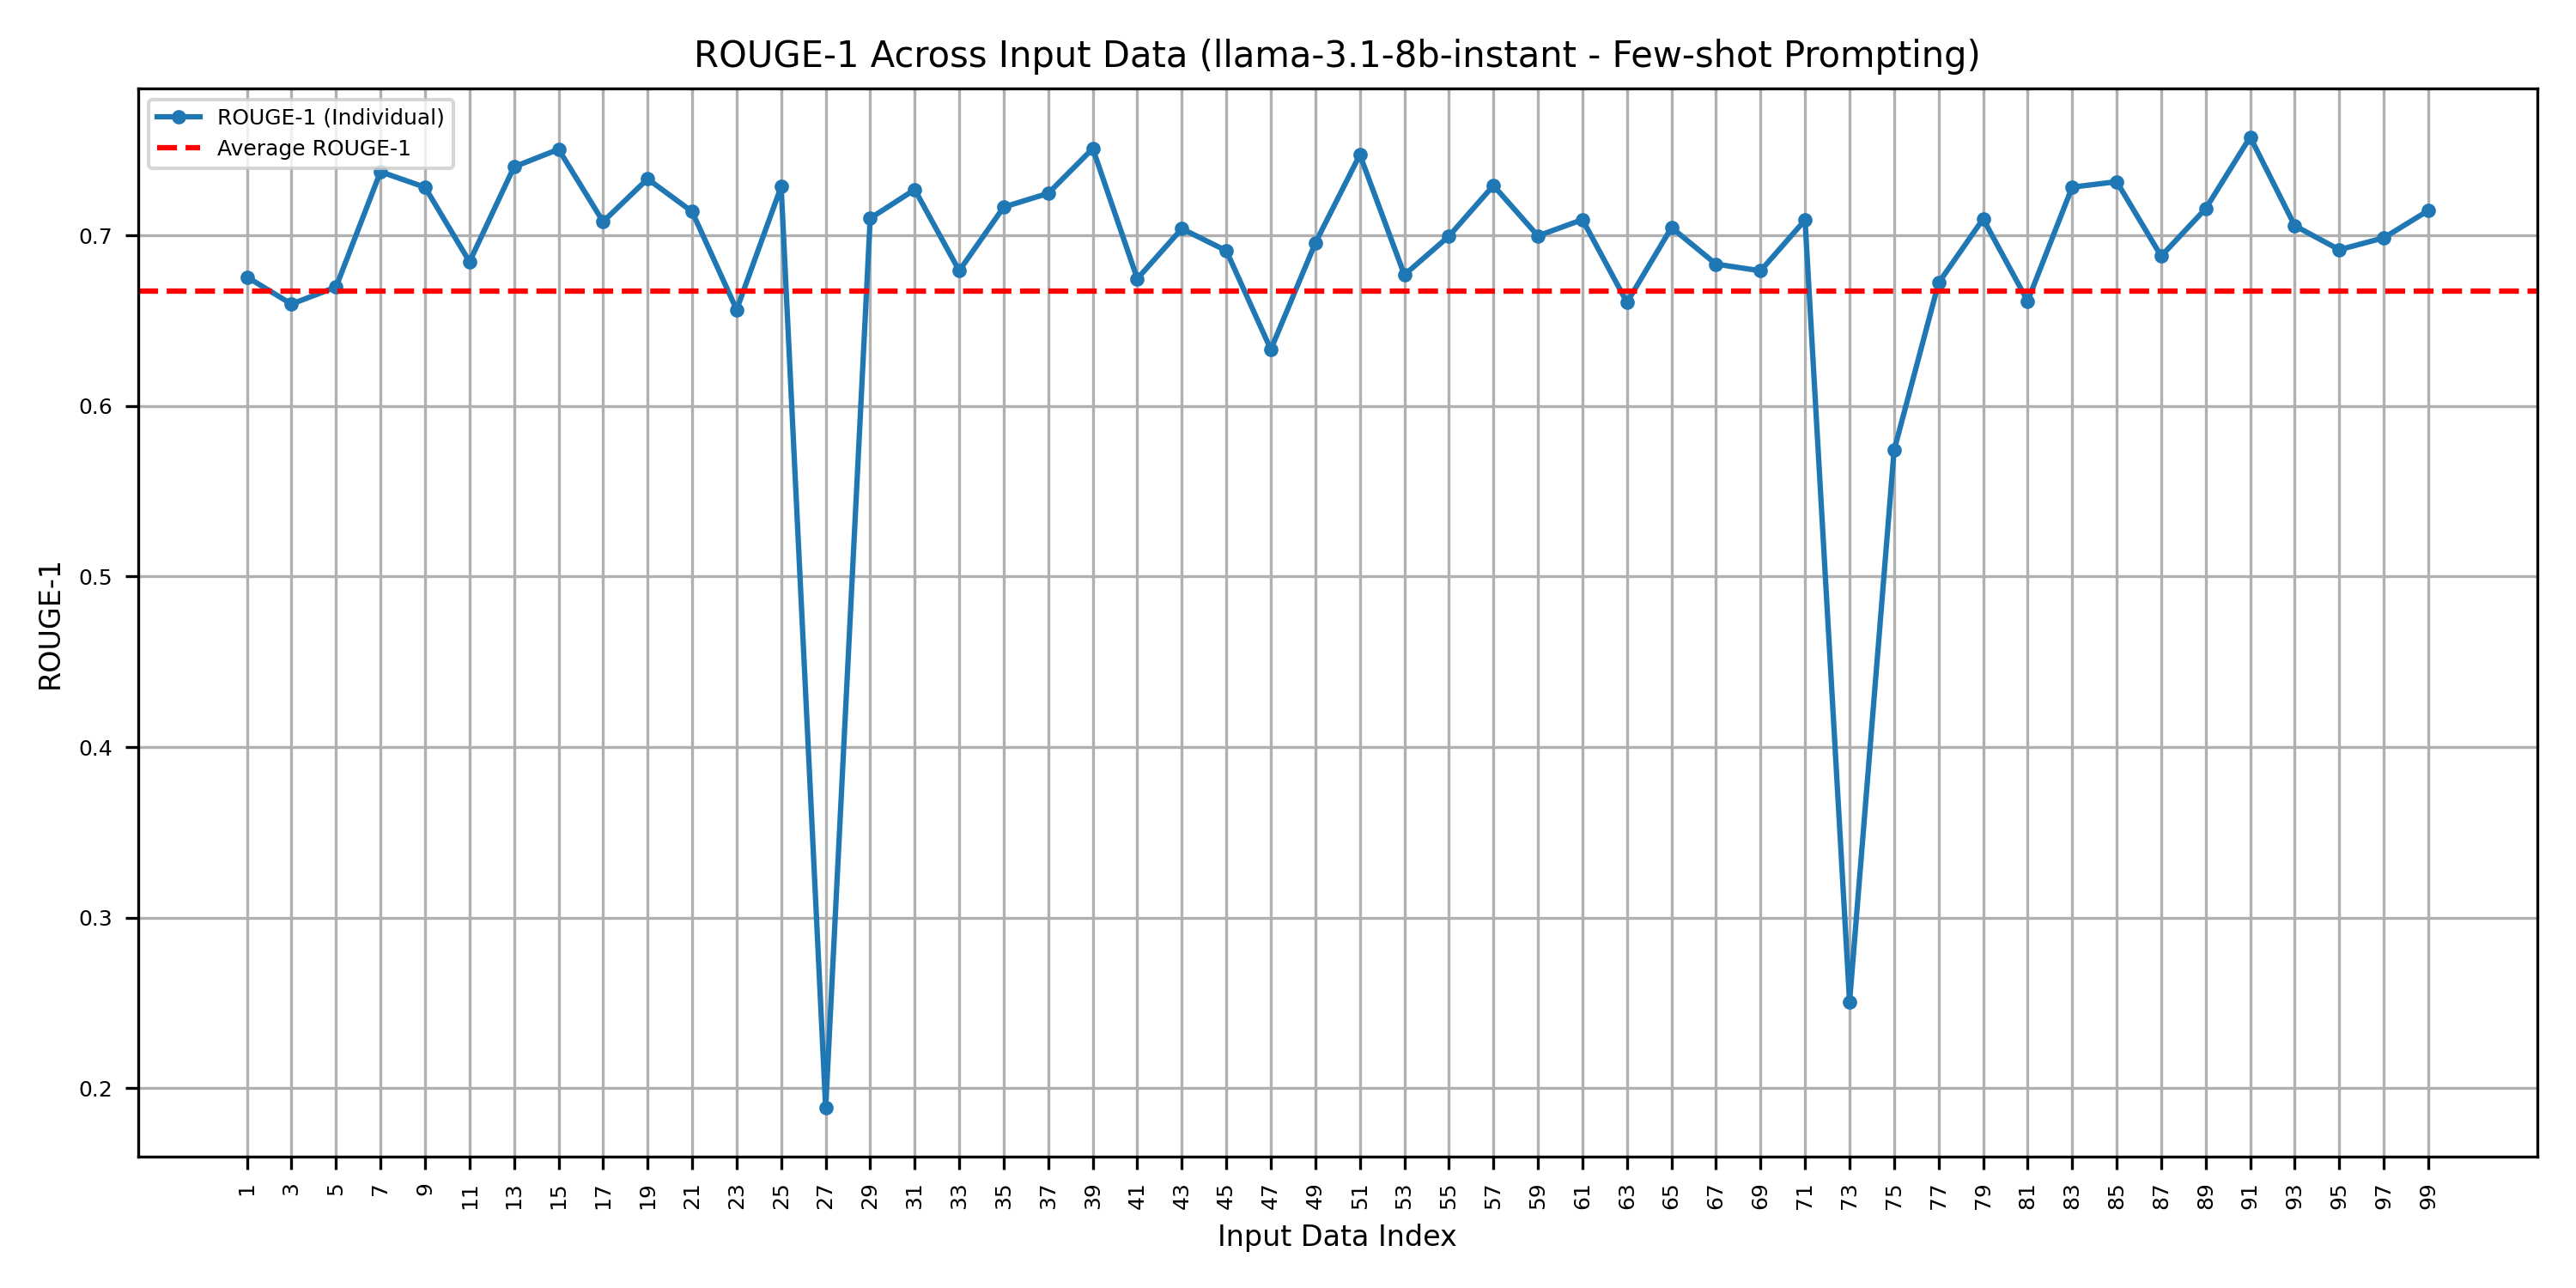 ROUGE-1 Across Input Data (llama-3.1-8b-instant - Few-shot Prompting)
ROUGE-1 (Individual)
Average ROUGE-1
ROUGE-1
0.7
0.6
0.5
0.4
0.3
0.2
1 3 5 7 9 11 13 15 17 19 21 23 25 27 29 31 33 35 37 39 41 43 45 47 49 51 53 55 57 59 61 63 65 67 69 71 73 75 77 79 81 83 85 87 89 91 93 95 97 99
Input Data Index